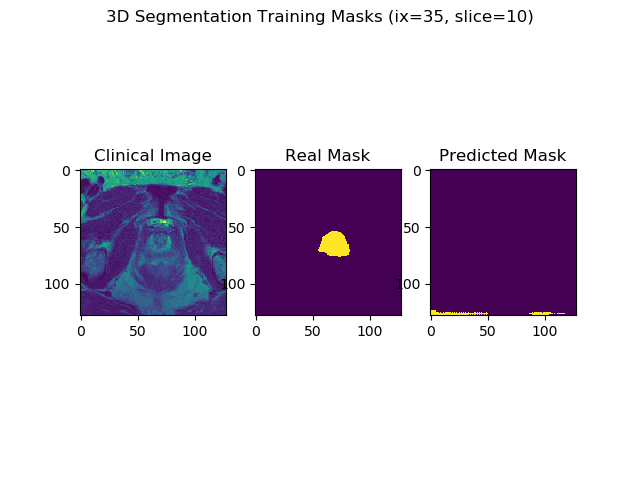 3D Segmentation Training Masks (ix=35, slice=10)
Clinical Image Real Mask Predicted Mask
0 0 0
50 50 50
100 100 100
0 50 100 0 50 100 0 50 100